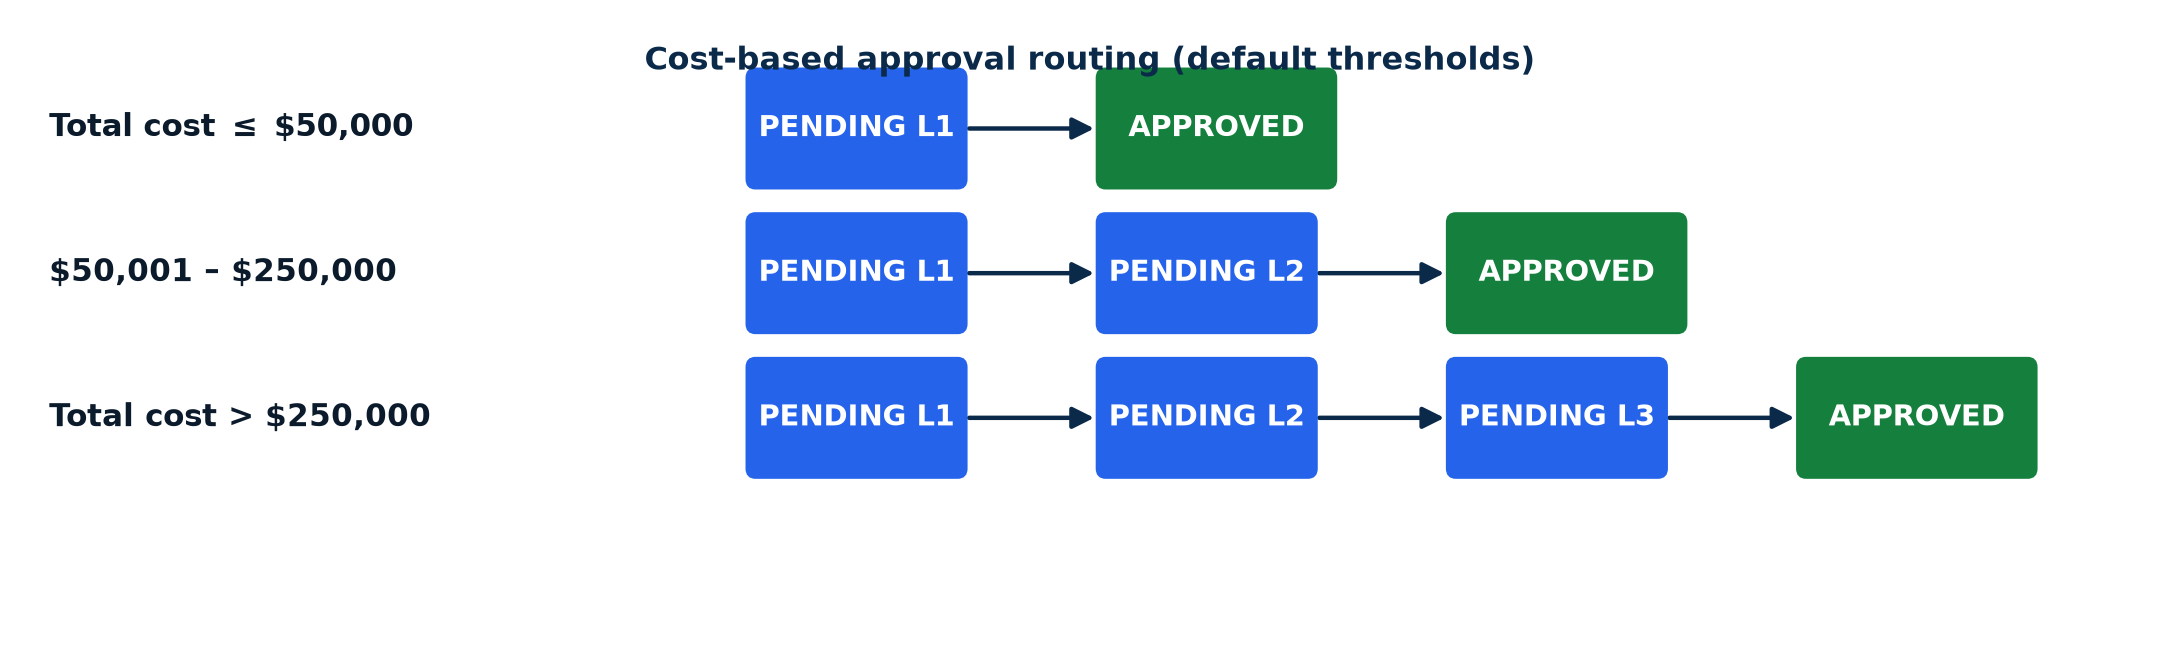 Cost-based approval routing (default thresholds)
Total cost ≤ $50,000 PENDING L1 APPROVED
$50,001 – $250,000 PENDING L1 PENDING L2 APPROVED
Total cost > $250,000 PENDING L1 PENDING L2 PENDING L3 APPROVED